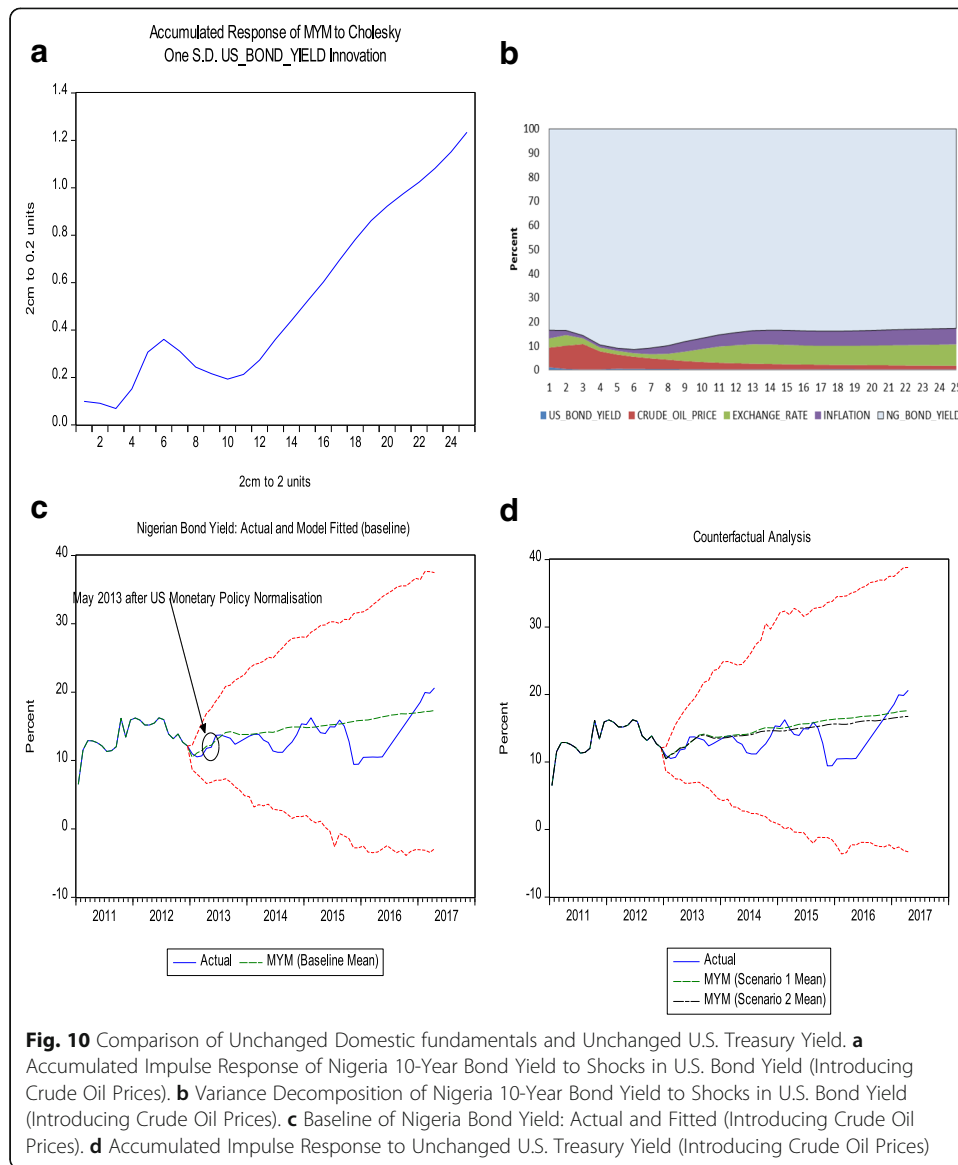 a
Accumulated Response of MYM to Cholesky
One S.D. US_BOND_YIELD Innovation
1.4
1.2
1.0
0.8
0.6
0.4
0.2
0.0
2cm to 0.2 units
2 4 6 8 10 12 14 16 18 20 22 24
2cm to 2 units
b
100
90
80
70
60
50
40
30
20
10
0
Percent
1 2 3 4 5 6 7 8 9 10 11 12 13 14 15 16 17 18 19 20 21 22 23 24 25
US_BOND_YIELD CRUDE_OIL_PRICE EXCHANGE_RATE INFLATION NG_BOND_YIELD
c
Nigerian Bond Yield: Actual and Model Fitted (baseline)
40
30
20
10
0
-10
Percent
May 2013 after US Monetary Policy Normalisation
2011 2012 2013 2014 2015 2016 2017
Actual MYM (Baseline Mean)
d
Counterfactual Analysis
40
30
20
10
0
-10
Percent
2011 2012 2013 2014 2015 2016 2017
Actual
MYM (Scenario 1 Mean)
MYM (Scenario 2 Mean)
Fig. 10 Comparison of Unchanged Domestic fundamentals and Unchanged U.S. Treasury Yield. a
Accumulated Impulse Response of Nigeria 10-Year Bond Yield to Shocks in U.S. Bond Yield (Introducing
Crude Oil Prices). b Variance Decomposition of Nigeria 10-Year Bond Yield to Shocks in U.S. Bond Yield
(Introducing Crude Oil Prices). c Baseline of Nigeria Bond Yield: Actual and Fitted (Introducing Crude Oil
Prices). d Accumulated Impulse Response to Unchanged U.S. Treasury Yield (Introducing Crude Oil Prices)